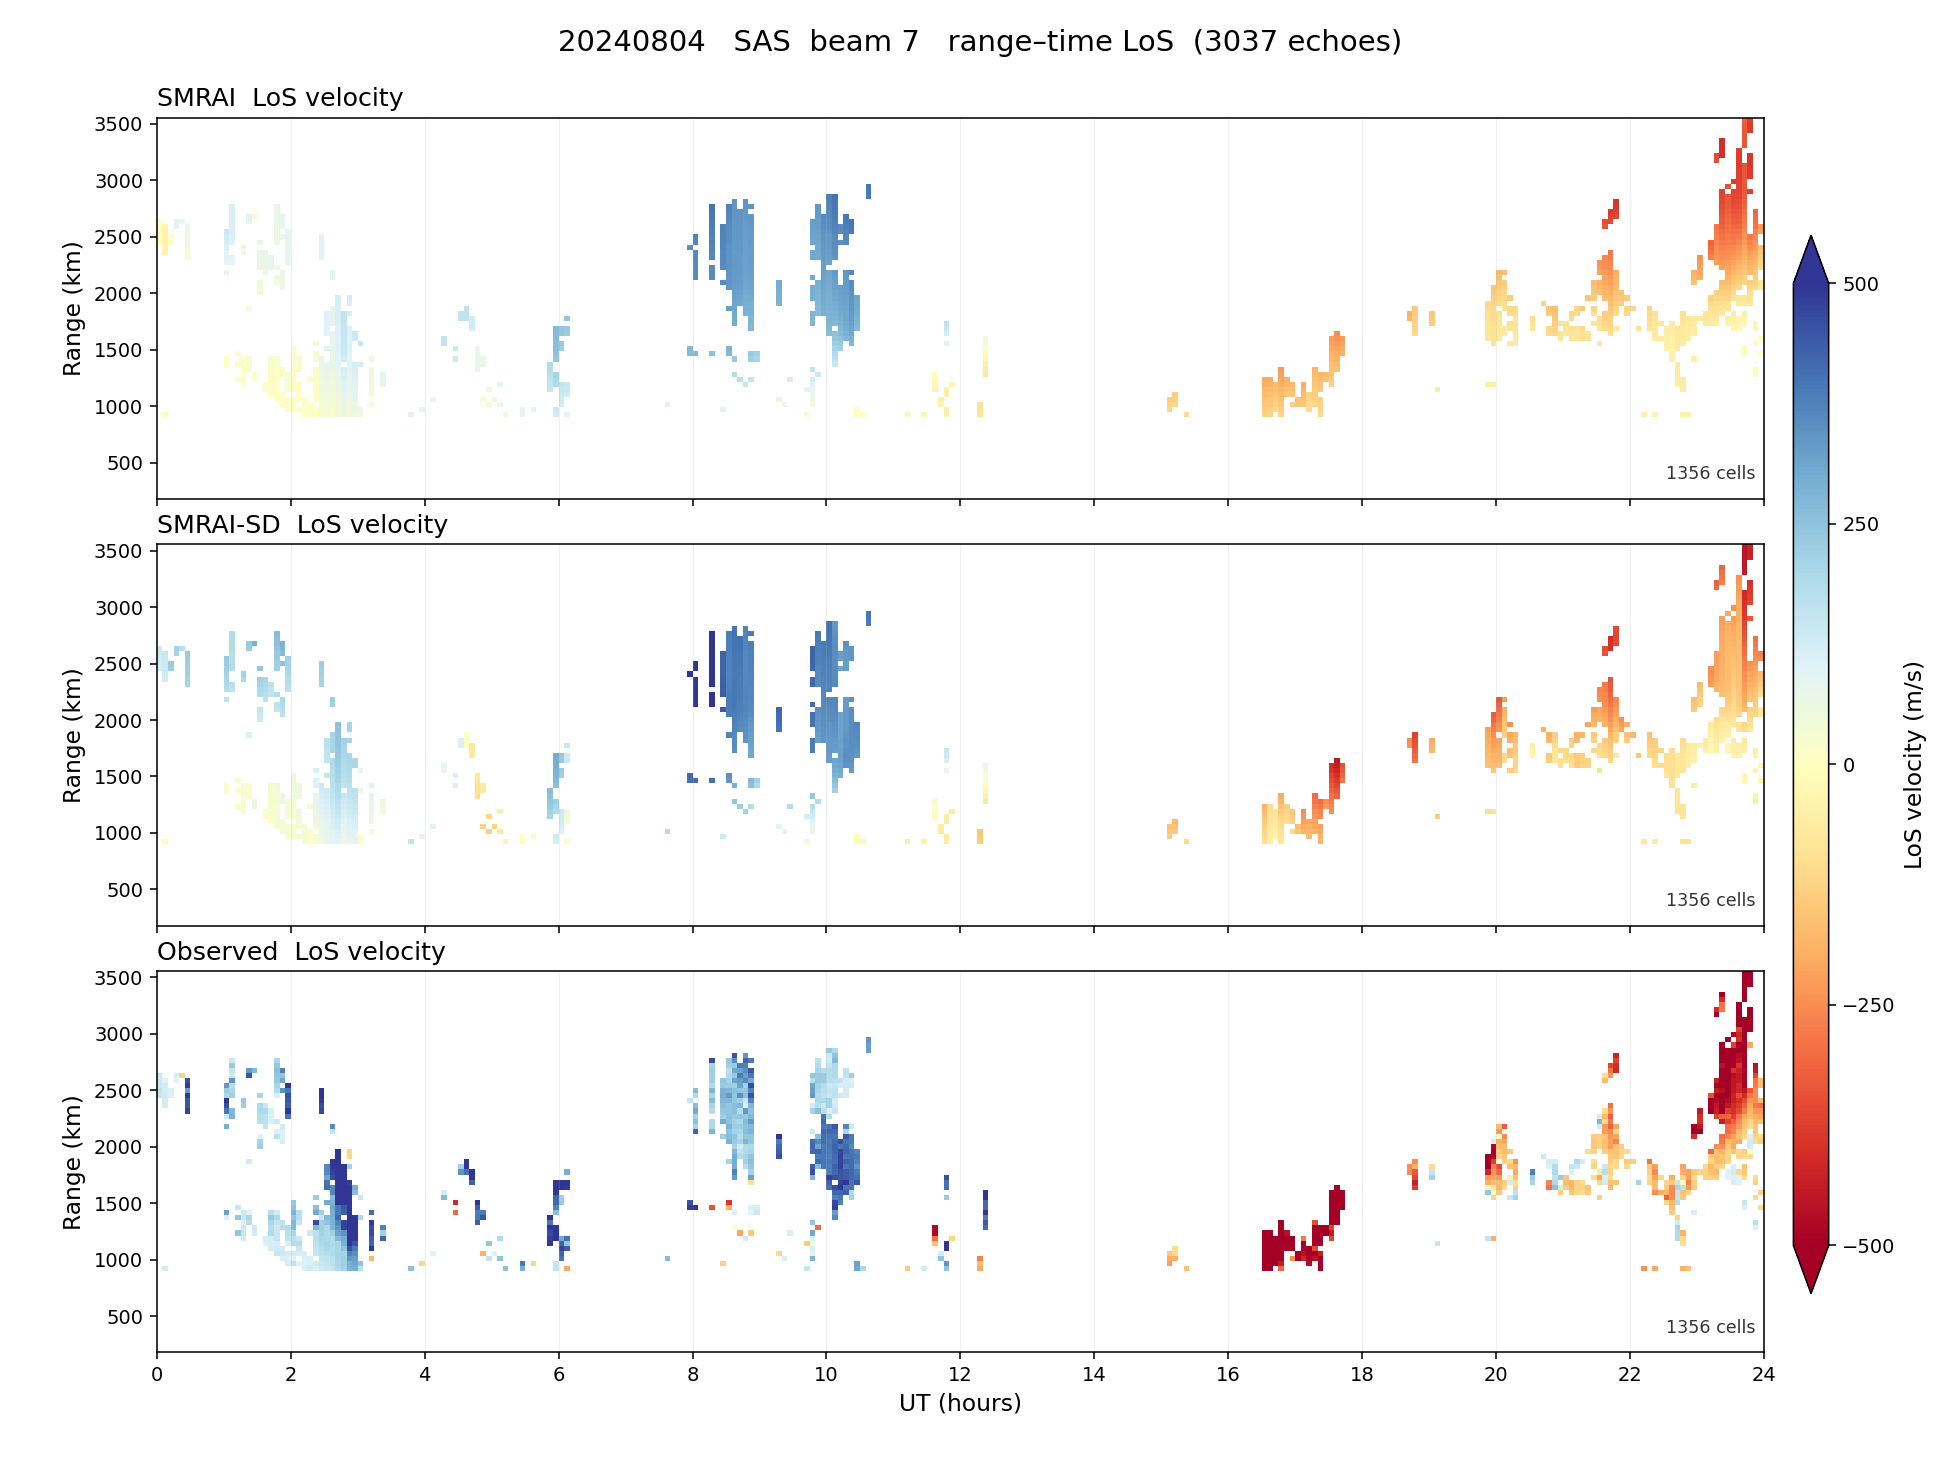 20240804   SAS  beam 7   range–time LoS  (3037 echoes)
SMRAI  LoS velocity
3500
3000
2500
2000
1500
1000
500
Range (km)
1356 cells
SMRAI-SD  LoS velocity
3500
3000
2500
2000
1500
1000
500
Range (km)
1356 cells
Observed  LoS velocity
3500
3000
2500
2000
1500
1000
500
Range (km)
1356 cells
0 2 4 6 8 10 12 14 16 18 20 22 24
UT (hours)
500
250
0
−250
−500
LoS velocity (m/s)